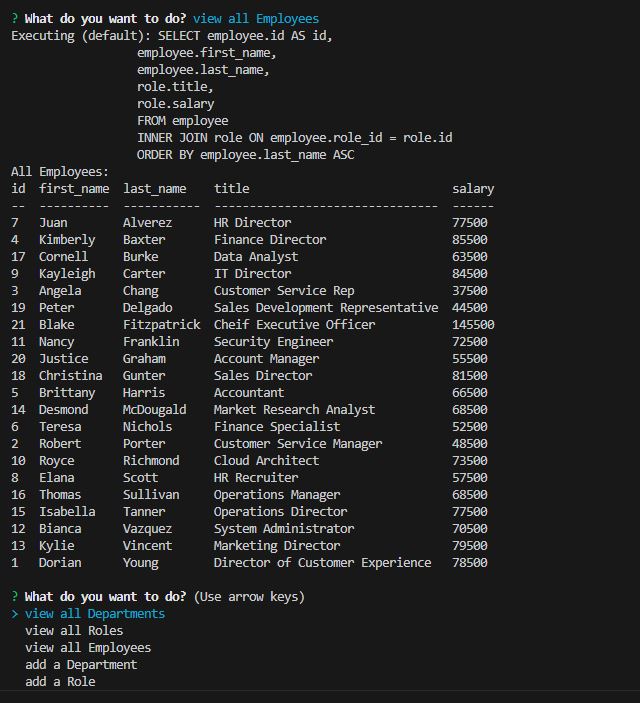 ? What do you want to do? view all Employees
Executing (default): SELECT employee.id AS id,
employee.first_name,
employee.last_name,
role.title,
role.salary
FROM employee
INNER JOIN role ON employee.role_id = role.id
ORDER BY employee.last_name ASC
All Employees:
id first_name last_name title salary
-- ---------- ----------- -------------------------------- ------
7 Juan Alverez HR Director 77500
4 Kimberly Baxter Finance Director 85500
17 Cornell Burke Data Analyst 63500
9 Kayleigh Carter IT Director 84500
3 Angela Chang Customer Service Rep 37500
19 Peter Delgado Sales Development Representative 44500
21 Blake Fitzpatrick Cheif Executive Officer 145500
11 Nancy Franklin Security Engineer 72500
20 Justice Graham Account Manager 55500
18 Christina Gunter Sales Director 81500
5 Brittany Harris Accountant 66500
14 Desmond McDougald Market Research Analyst 68500
6 Teresa Nichols Finance Specialist 52500
2 Robert Porter Customer Service Manager 48500
10 Royce Richmond Cloud Architect 73500
8 Elana Scott HR Recruiter 57500
16 Thomas Sullivan Operations Manager 68500
15 Isabella Tanner Operations Director 77500
12 Bianca Vazquez System Administrator 70500
13 Kylie Vincent Marketing Director 79500
1 Dorian Young Director of Customer Experience 78500
? What do you want to do? (Use arrow keys)
> view all Departments
view all Roles
view all Employees
add a Department
add a Role